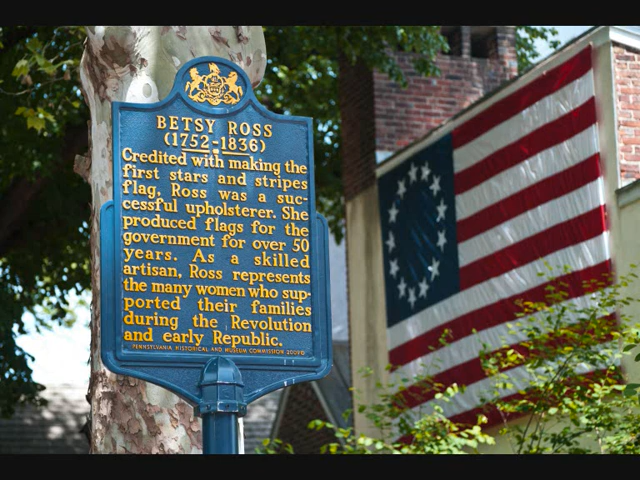 BETSY ROSS
(1752-1836)
Credited with making the
first stars and stripes
flag, Ross was a suc-
cessful upholsterer. She
produced flags for the
government for over 50
years. As a skilled
artisan, Ross represents
the many women who sup-
ported their families
during the Revolution
and early Republic.
PENNSYLVANIA HISTORICAL AND MUSEUM COMMISSION 2009©